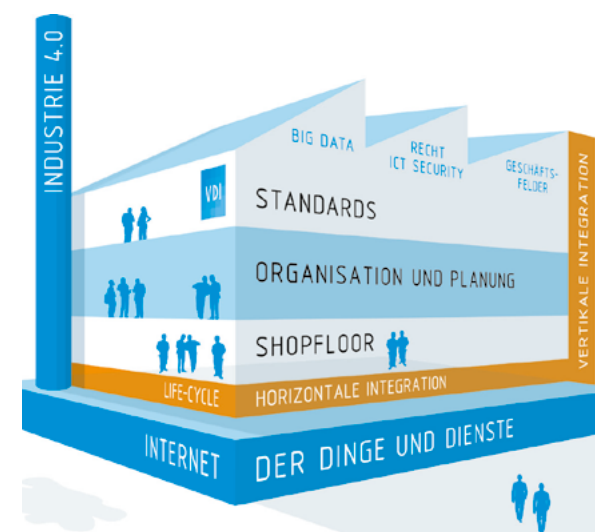 INDUSTRIE 4.0
BIG DATA
RECHT
ICT SECURITY
GESCHÄFTS-
FELDER
VDI
STANDARDS
ORGANISATION UND PLANUNG
SHOPFLOOR
VERTIKALE INTEGRATION
LIFE-CYCLE
HORIZONTALE INTEGRATION
INTERNET
DER DINGE UND DIENSTE